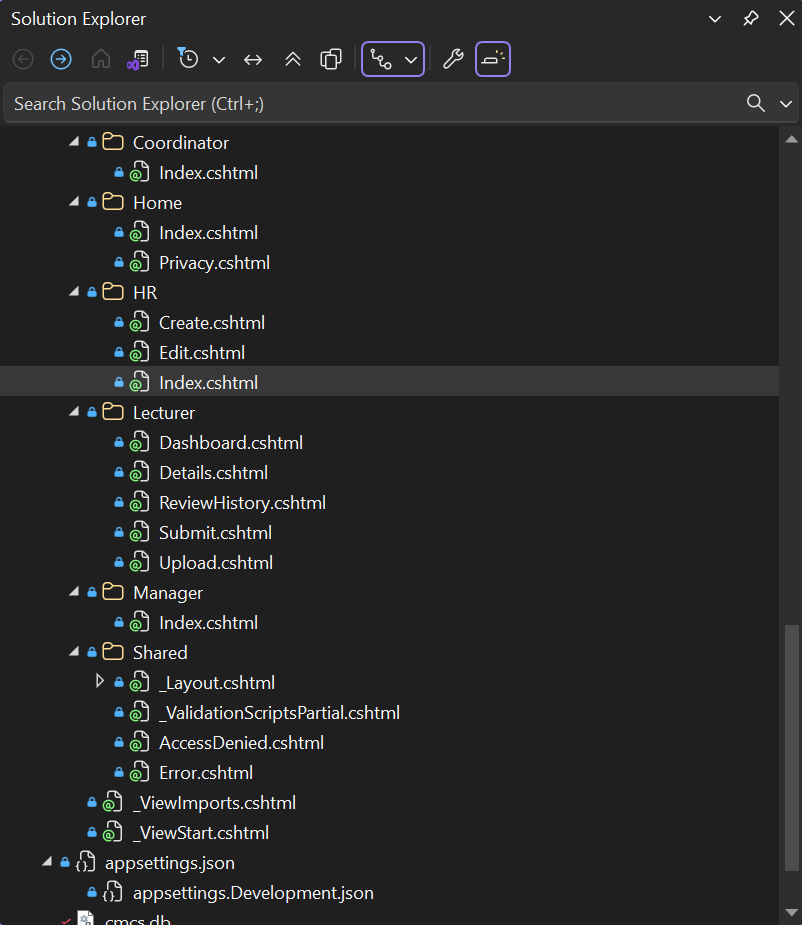 Solution Explorer
Search Solution Explorer (Ctrl+;)
Coordinator
Index.cshtml
Home
Index.cshtml
Privacy.cshtml
HR
Create.cshtml
Edit.cshtml
Index.cshtml
Lecturer
Dashboard.cshtml
Details.cshtml
ReviewHistory.cshtml
Submit.cshtml
Upload.cshtml
Manager
Index.cshtml
Shared
_Layout.cshtml
_ValidationScriptsPartial.cshtml
AccessDenied.cshtml
Error.cshtml
_ViewImports.cshtml
_ViewStart.cshtml
appsettings.json
appsettings.Development.json
cmcs.db